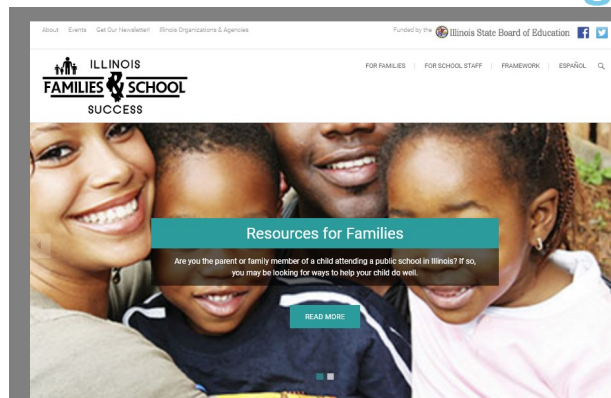 About Events Get Our Newsletter! Illinois Organizations & Agencies Funded by the Illinois State Board of Education
ILLINOIS
FAMILIES & SCHOOL
SUCCESS
FOR FAMILIES | FOR SCHOOL STAFF | FRAMEWORK | ESPAÑOL
Resources for Families
Are you the parent or family member of a child attending a public school in Illinois? If so,
you may be looking for ways to help your child do well.
READ MORE